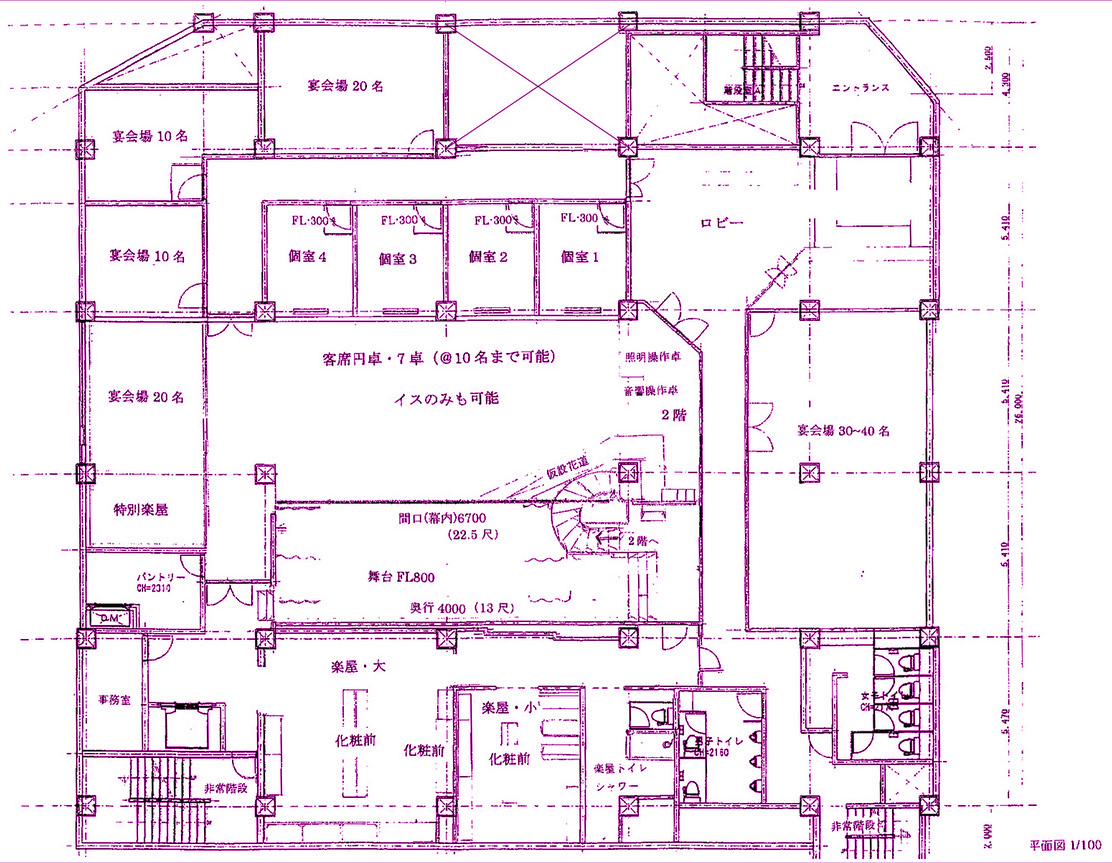 宴会場 20 名
宴会場 10 名
エントランス
2,500
4,300
FL·300
FL·300
FL·300
FL·300
ロビー
個室 4
個室 3
個室 2
個室 1
宴会場 10 名
5,410
客席円卓・7 卓（@10 名まで可能）
イスのみも可能
照明操作卓
音響操作卓
2 階
宴会場 20 名
宴会場 30~40 名
5,410
26,000
仮設花道
特別楽屋
間口(幕内)6700
(22.5 尺)
2 階へ
パントリー
CH=2310
舞台 FL800
奥行 4000（13 尺）
D.M
5,410
楽屋・大
事務室
楽屋・小
化粧前
化粧前
化粧前
男子トイレ
CH=2160
女子トイレ
5,470
楽屋トイレ
シャワー
非常階段
非常階段
2,000
平面図 1/100